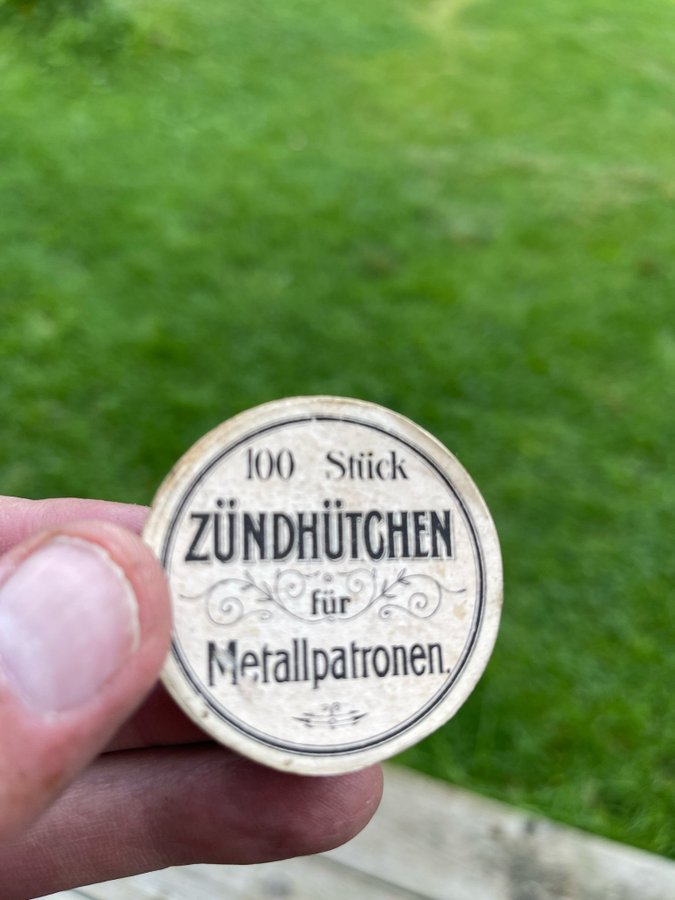 100 Stück
ZÜNDHÜTCHEN
für
Metallpatronen.